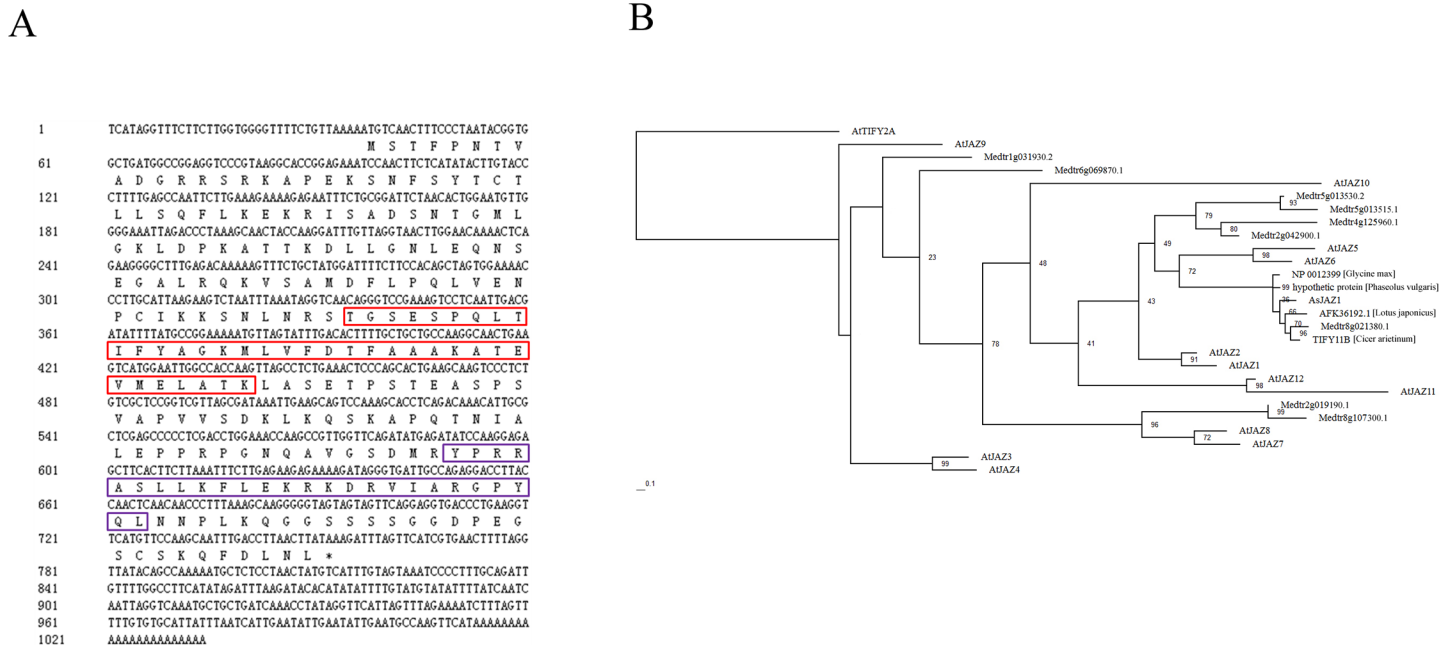 A
1 TCATAGGTTTCTTCTTGGTGGGGTTTTCTGTTAAAAATGTCAACTTTCCCTAATACGGTG
M S T F P N T V
61 GCTGATGGCCGGAGGTCCCGTAAGGCACCGGAGAAATCCAACTTCTCATATACTTGTACC
A D G R R S R K A P E K S N F S Y T C T
121 CTTTTGAGCCAATTCTTGAAAGAAAAGAGAATTTCTGCGGATTCTAACACTGGAATGTTG
L L S Q F L K E K R I S A D S N T G M L
181 GGGAAATTAGACCCTAAAGCAACTACCAAGGATTTGTTAGGTAACTTGGAACAAAACTCA
G K L D P K A T T K D L L G N L E Q N S
241 GAAGGGGCTTTGAGACAAAAAGTTTCTGCTATGGATTTTCTTCCACAGCTAGTGGAAAAC
E G A L R Q K V S A M D F L P Q L V E N
301 CCTTGCATTAAGAAGTCTAATTTAAATAGGTCAACAGGGTCCGAAAGTCCTCAATTGACG
P C I K K S N L N R S T G S E S P Q L T
361 ATATTTTATGCCGGAAAAATGTTAGTATTTGACACTTTTGCTGCTGCCAAGGCAACTGAA
I F Y A G K M L V F D T F A A A K A T E
421 GTCATGGAATTGGCCACCAAGTTAGCCTCTGAAACTCCCAGCACTGAAGCAAGTCCCTCT
V M E L A T K L A S E T P S T E A S P S
481 GTCGCTCCGGTCGTTAGCGATAAATTGAAGCAGTCCAAAGCACCTCAGACAAACATTGCG
V A P V V S D K L K Q S K A P Q T N I A
541 CTCGAGCCCCCTCGACCTGGAAACCAAGCCGTTGGTTCAGATATGAGATATCCAAGGAGA
L E P P R P G N Q A V G S D M R Y P R R
601 GCTTCACTTCTTAAATTTCTTGAGAAGAGAAAAGATAGGGTGATTGCCAGAGGACCTTAC
A S L L K F L E K R K D R V I A R G P Y
661 CAACTCAACAACCCTTTAAAGCAAGGGGGTAGTAGTAGTTCAGGAGGTGACCCTGAAGGT
Q L N N P L K Q G G S S S S G G D P E G
721 TCATGTTCCAAGCAATTTGACCTTAACTTATAAAGATTTAGTTCATCGTGAACTTTTAGG
S C S K Q F D L N L *
781 TTATACAGCCAAAAATGCTCTCCTAACTATGTCATTTGTAGTAAATCCCCTTTGCAGATT
841 GTTTTGGCCTTCATATAGATTTAAGATACACATATATTTTGTATGTATATTTTATCAATC
901 AATTAGGTCAAATGCTGCTGATCAAACCTATAGGTTCATTAGTTTAGAAAATCTTTAGTT
961 TTTGTGTGCATATTTAATCATTGAATATTGAATATTGAATGCCAAGTTCATAAAAAAAAA
1021 AAAAAAAAAAAAAA
B
AtTIFY2A
AtJAZ9
Medtr1g031930.2
Medtr6g069870.1
AtJAZ10
93 Medtr5g013530.2
Medtr5g013515.1
79
Medtr4g125960.1
80
Medtr2g042900.1
49
AtJAZ5
98
AtJAZ6
23
48
72
NP 0012399 [Glycine max]
99 hypothetic protein [Phaseolus vulgaris]
43
36 AsJAZ1
66 AFK36192.1 [Lotus japonicus]
70 Medtr8g021380.1
96
TIFY11B [Cicer arietinum]
78
41
AtJAZ2
91
AtJAZ1
AtJAZ12
98
AtJAZ11
Medtr2g019190.1
99
Medtr8g107300.1
96
AtJAZ8
72
AtJAZ7
AtJAZ3
99
AtJAZ4
0.1